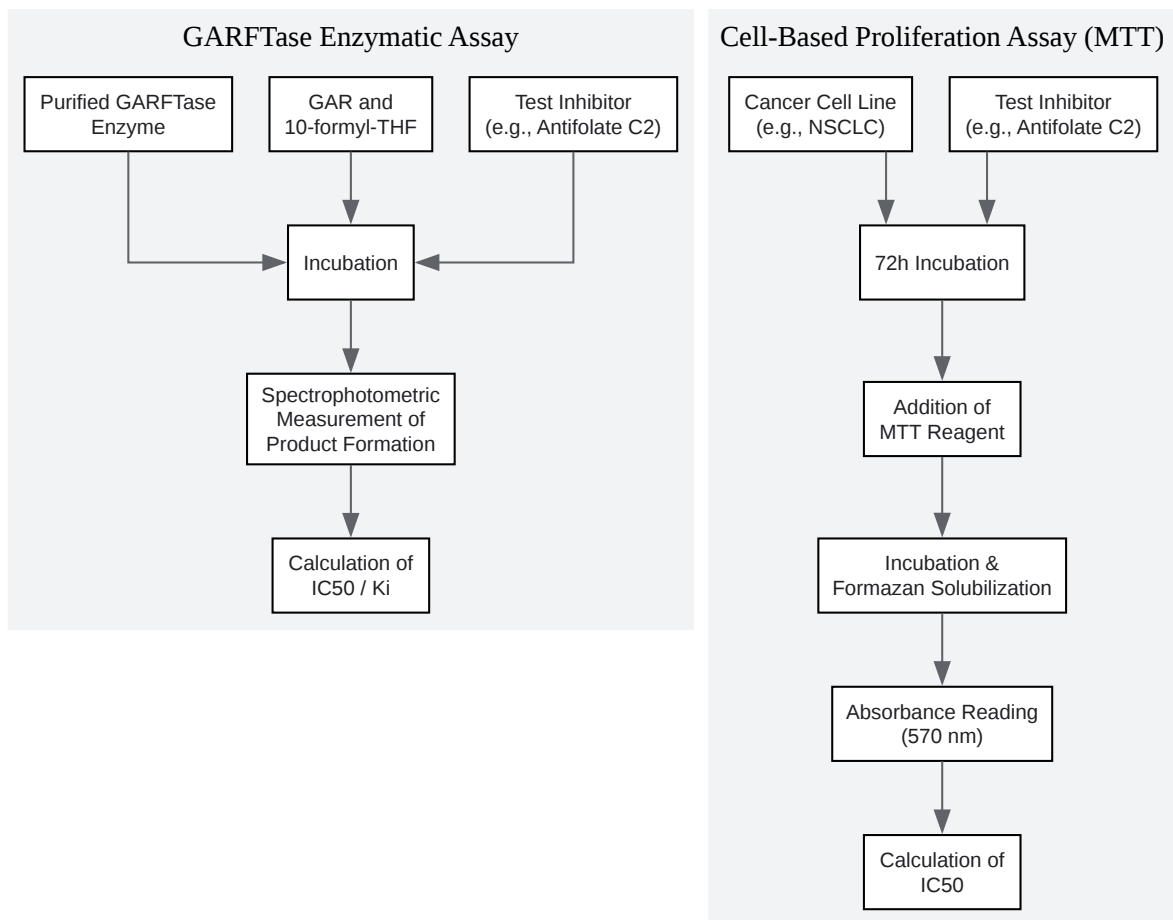 GARFTase Enzymatic Assay
Purified GARFTase
Enzyme
GAR and
10-formyl-THF
Test Inhibitor
(e.g., Antifolate C2)
Incubation
Spectrophotometric
Measurement of
Product Formation
Calculation of
IC50 / Ki
Cell-Based Proliferation Assay (MTT)
Cancer Cell Line
(e.g., NSCLC)
Test Inhibitor
(e.g., Antifolate C2)
72h Incubation
Addition of
MTT Reagent
Incubation &
Formazan Solubilization
Absorbance Reading
(570 nm)
Calculation of
IC50